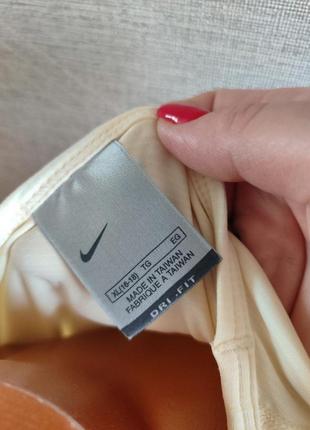 XL(16-18) TG EG
MADE IN TAIWAN
FABRIQUE A TAIWAN
DRI-FIT